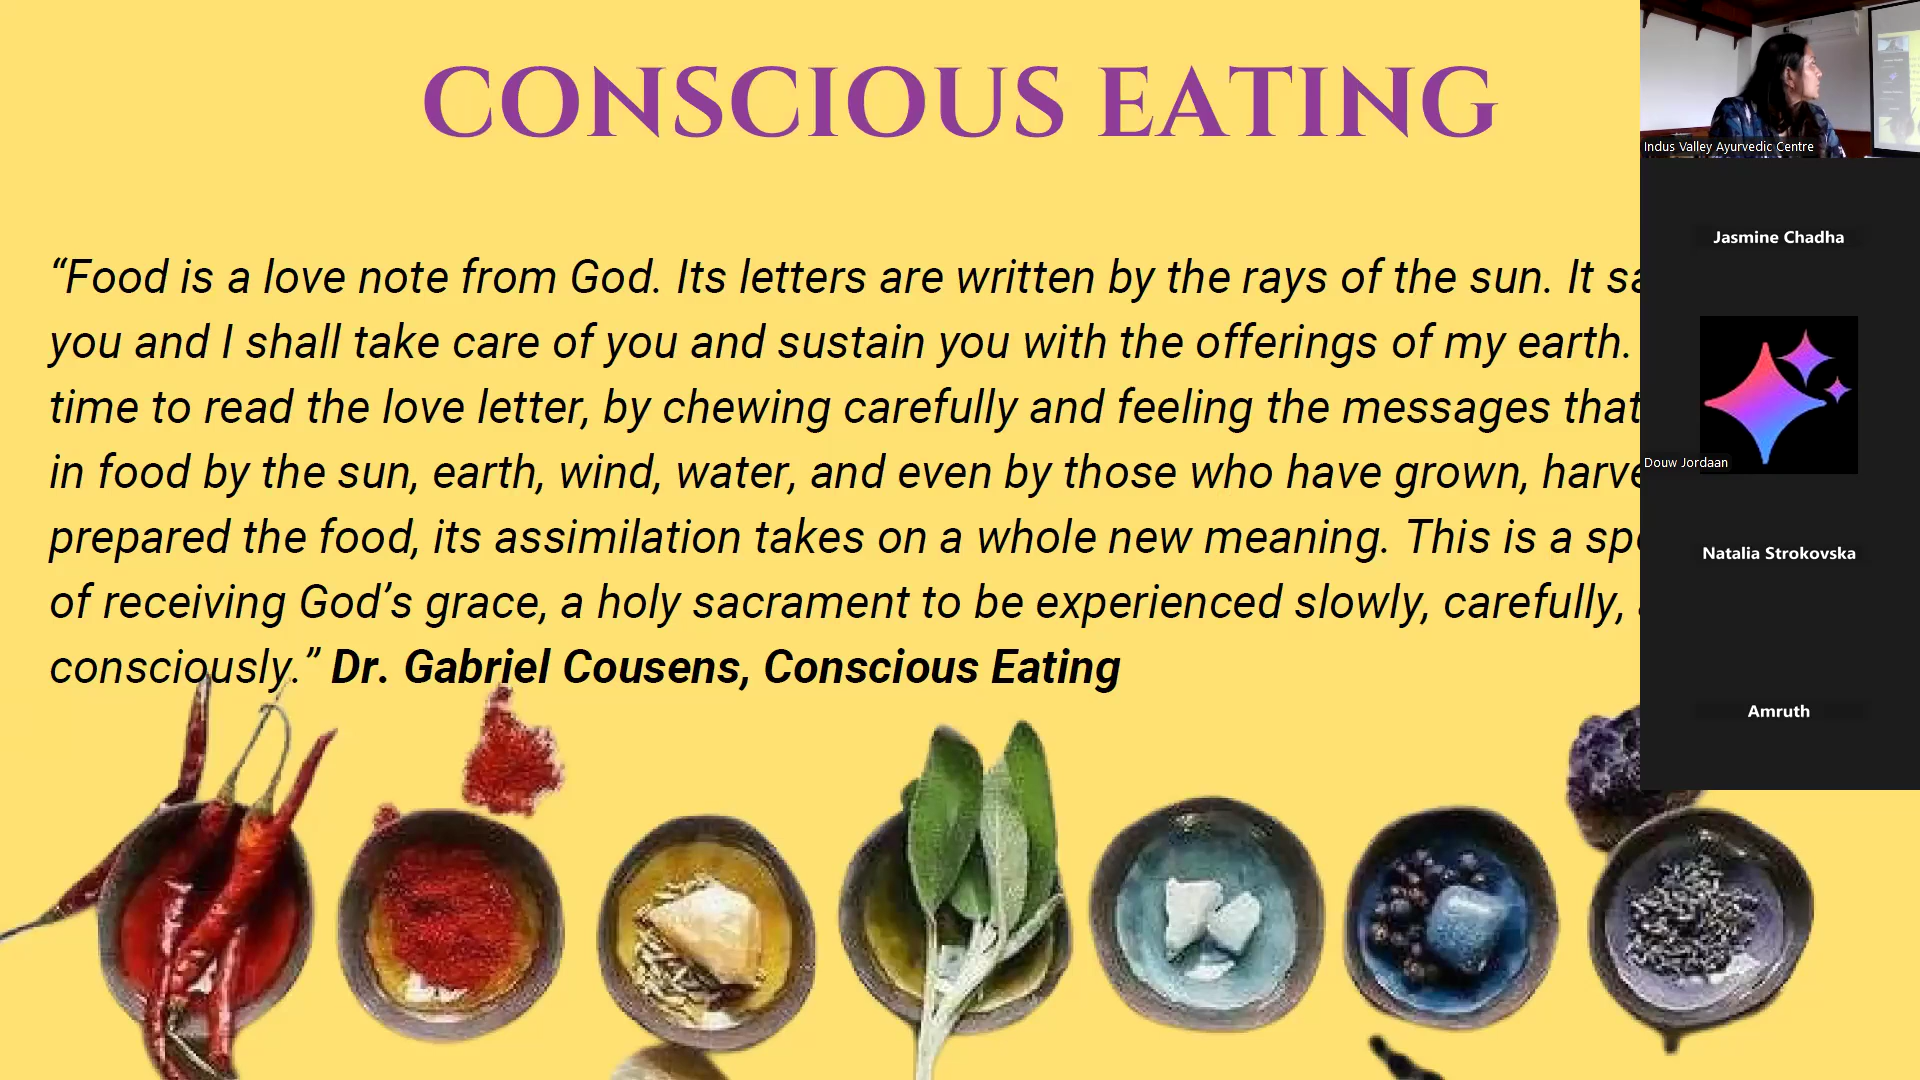 CONSCIOUS EATING
“Food is a love note from God. Its letters are written by the rays of the sun. It
you and I shall take care of you and sustain you with the offerings of my earth.
time to read the love letter, by chewing carefully and feeling the messages that
in food by the sun, earth, wind, water, and even by those who have grown,
prepared the food, its assimilation takes on a whole new meaning. This is a
of receiving God’s grace, a holy sacrament to be experienced slowly, carefully,
consciously.” Dr. Gabriel Cousens, Conscious Eating
Indus Valley Ayurvedic Centre
Jasmine Chadha
Douw Jordaan
Natalia Strokovska
Amruth